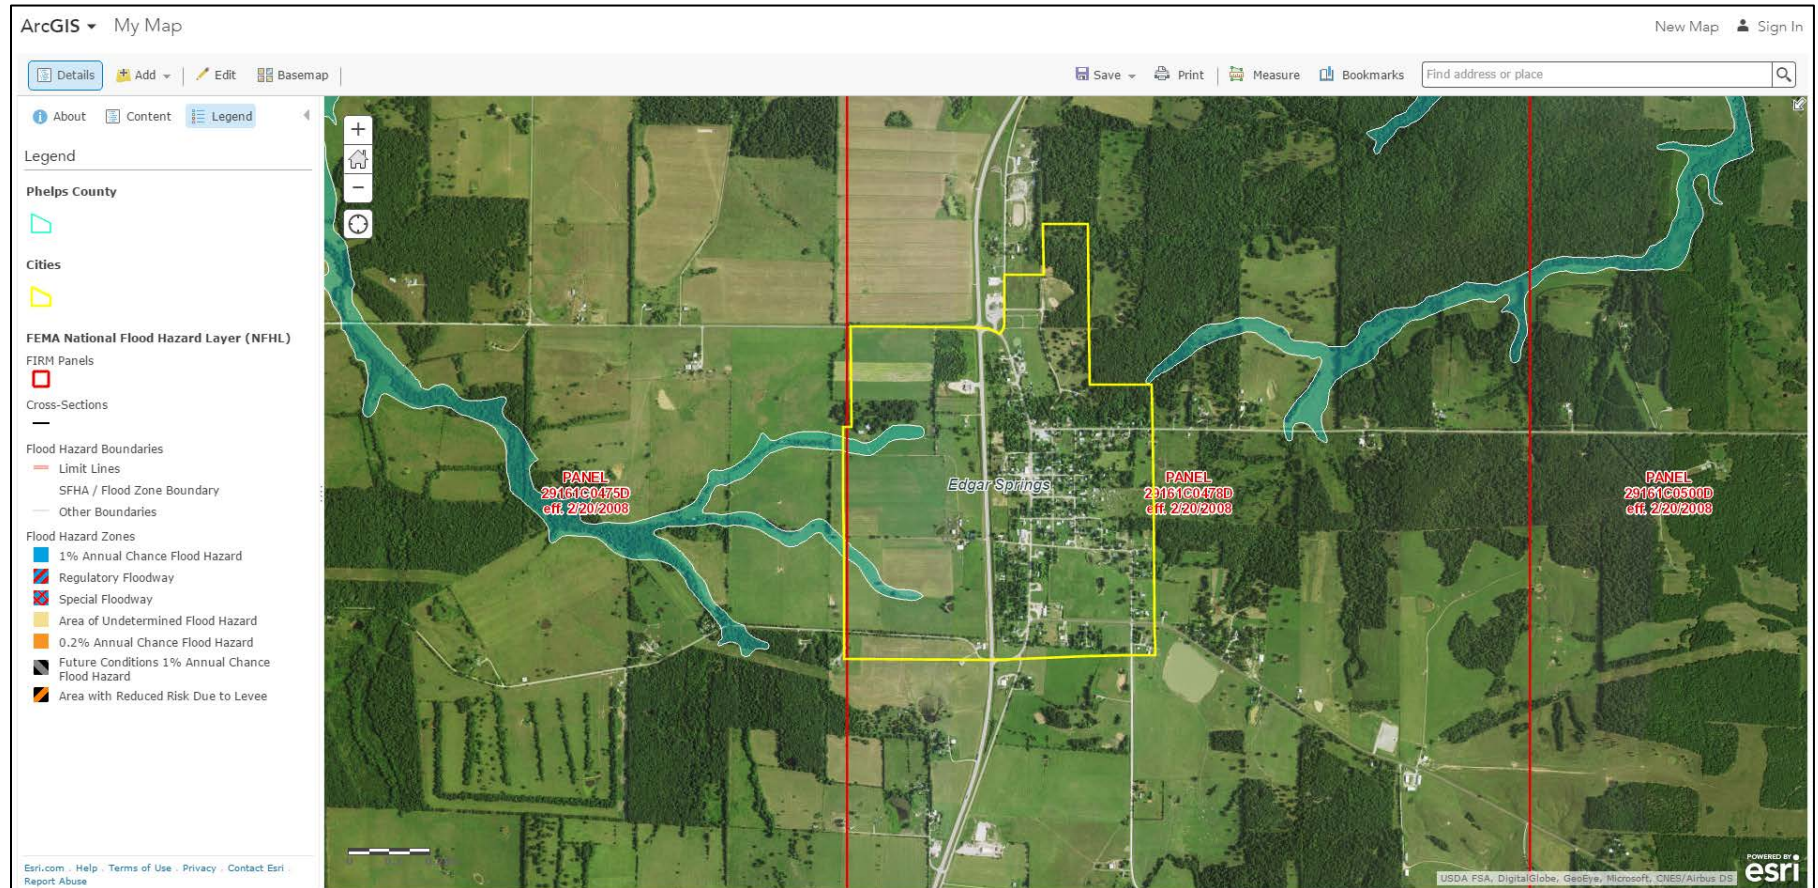 ArcGIS My Map
New Map Sign In
Details Add Edit Basemap
Save Print Measure Bookmarks Find address or place
About Content Legend
Legend
Phelps County
Cities
FEMA National Flood Hazard Layer (NFHL)
FIRM Panels
Cross-Sections
Flood Hazard Boundaries
Limit Lines
SFHA / Flood Zone Boundary
Other Boundaries
Flood Hazard Zones
1% Annual Chance Flood Hazard
Regulatory Floodway
Special Floodway
Area of Undetermined Flood Hazard
0.2% Annual Chance Flood Hazard
Future Conditions 1% Annual Chance
Flood Hazard
Area with Reduced Risk Due to Levee
Esri.com . Help . Terms of Use . Privacy . Contact Esri .
Report Abuse
PANEL
29161C0475D
eff. 2/20/2008
Edgar Springs
PANEL
29161C0478D
eff. 2/20/2008
PANEL
29161C0500D
eff. 2/20/2008
POWERED BY
esri
USDA FSA, DigitalGlobe, GeoEye, Microsoft, CNES/Airbus DS